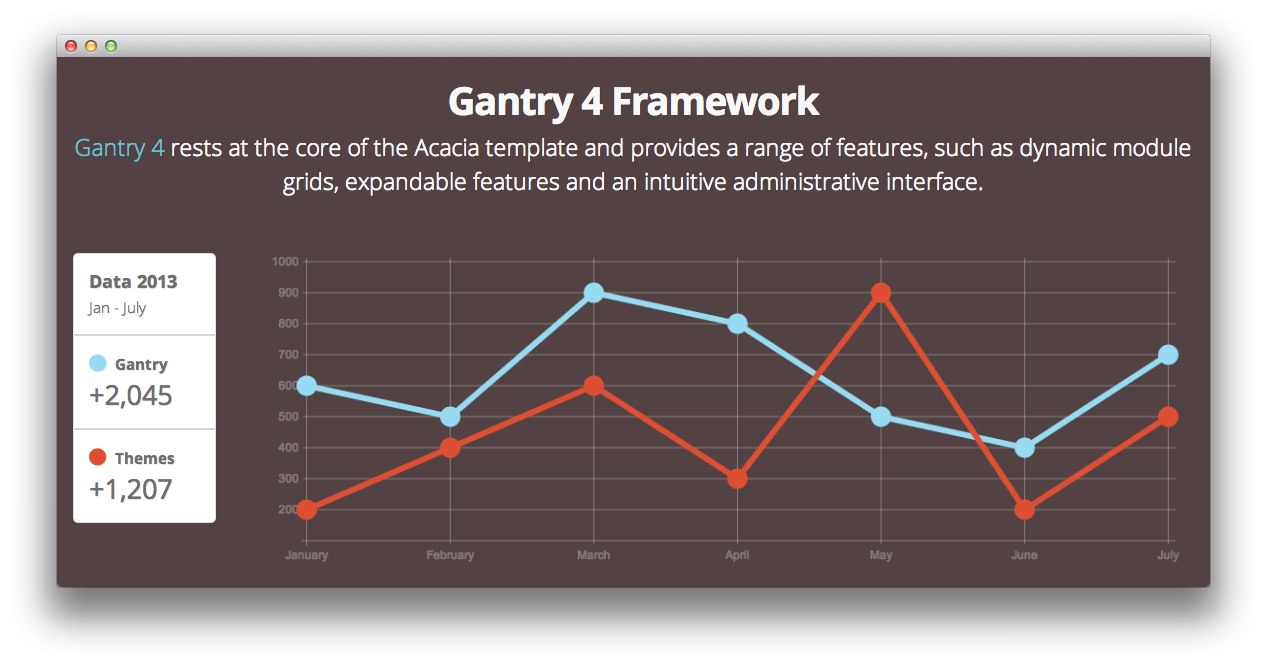 Gantry 4 Framework
Gantry 4 rests at the core of the Acacia template and provides a range of features, such as dynamic module
grids, expandable features and an intuitive administrative interface.
Data 2013
Jan - July
Gantry
+2,045
Themes
+1,207
1000
900
800
700
600
500
400
300
200
January February March April May June July